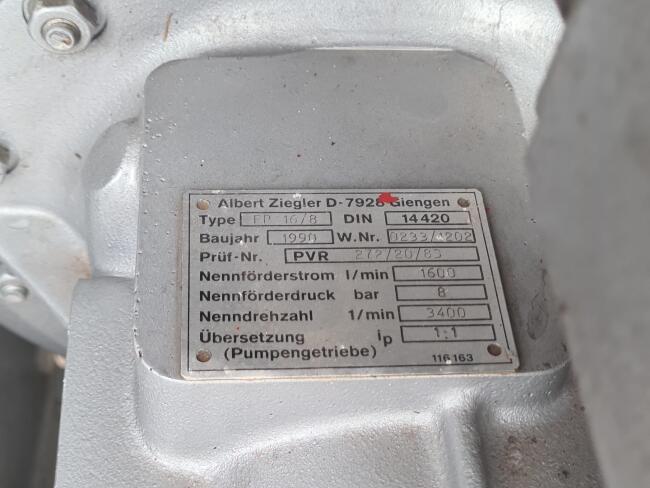 Albert Ziegler D-7928 Giengen
Type FP 16/8 DIN 14420
Baujahr 1990 W.Nr. 0233/1202
Prüf-Nr. PVR 272/20/85
Nennförderstrom l/min 1600
Nennförderdruck bar 8
Nenndrehzahl 1/min 3400
Übersetzung ip 1:1
(Pumpengetriebe) 116163